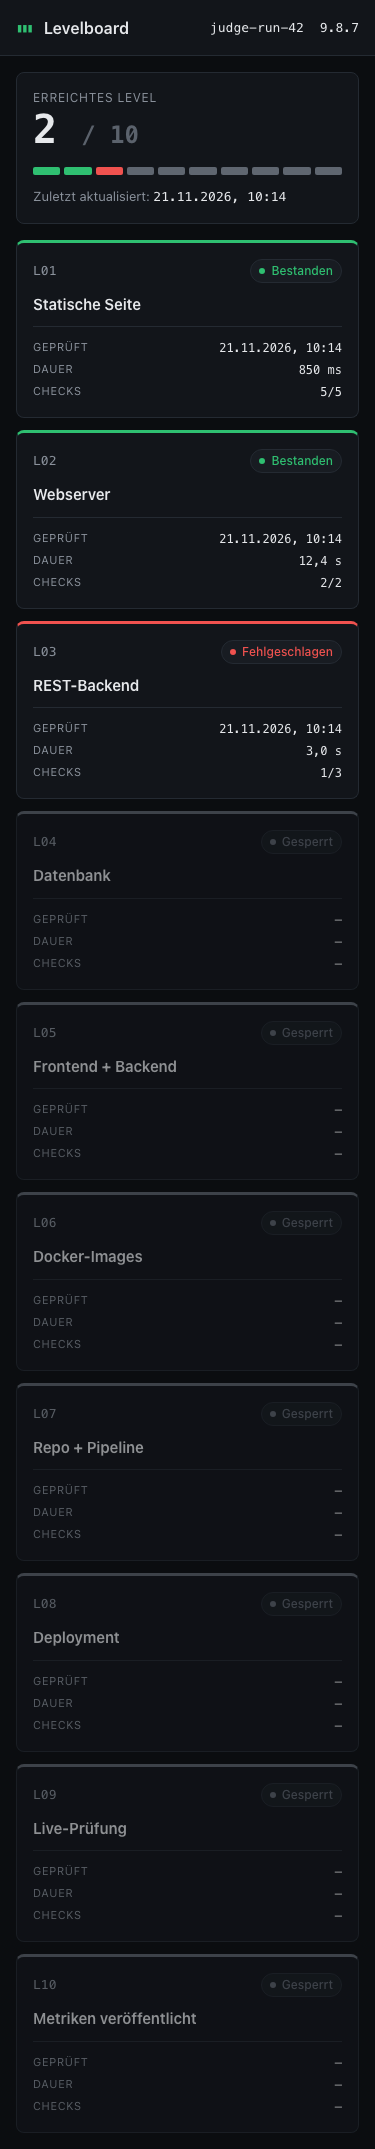 Levelboard judge-run-42 9.8.7
ERREICHTES LEVEL
2 / 10
Zuletzt aktualisiert: 21.11.2026, 10:14
L01 Bestanden
Statische Seite
GEPRÜFT 21.11.2026, 10:14
DAUER 850 ms
CHECKS 5/5
L02 Bestanden
Webserver
GEPRÜFT 21.11.2026, 10:14
DAUER 12,4 s
CHECKS 2/2
L03 Fehlgeschlagen
REST-Backend
GEPRÜFT 21.11.2026, 10:14
DAUER 3,0 s
CHECKS 1/3
L04 Gesperrt
Datenbank
GEPRÜFT –
DAUER –
CHECKS –
L05 Gesperrt
Frontend + Backend
GEPRÜFT –
DAUER –
CHECKS –
L06 Gesperrt
Docker-Images
GEPRÜFT –
DAUER –
CHECKS –
L07 Gesperrt
Repo + Pipeline
GEPRÜFT –
DAUER –
CHECKS –
L08 Gesperrt
Deployment
GEPRÜFT –
DAUER –
CHECKS –
L09 Gesperrt
Live-Prüfung
GEPRÜFT –
DAUER –
CHECKS –
L10 Gesperrt
Metriken veröffentlicht
GEPRÜFT –
DAUER –
CHECKS –